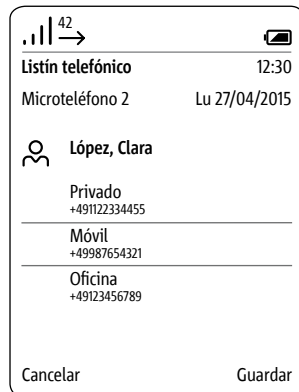 42
Listín telefónico 12:30
Microteléfono 2 Lu 27/04/2015
López, Clara
Privado
+491122334455
Móvil
+49987654321
Oficina
+49123456789
Cancelar Guardar